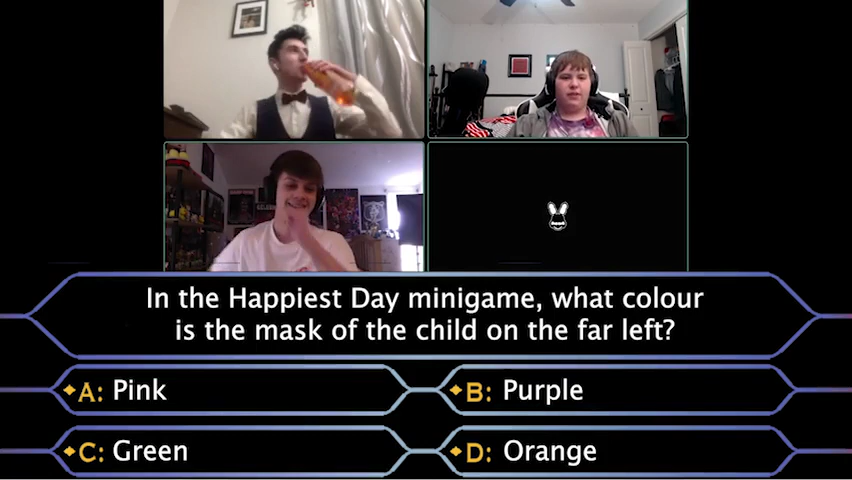 In the Happiest Day minigame, what colour
is the mask of the child on the far left?
A: Pink
B: Purple
C: Green
D: Orange